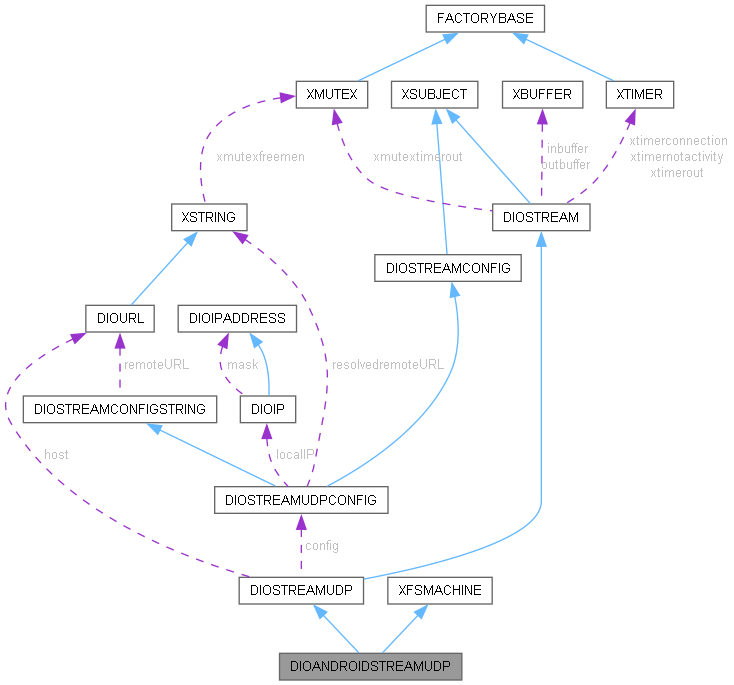 FACTORYBASE
XMUTEX
XSUBJECT
XBUFFER
XTIMER
xmutexfreemen
xmutextimerout
inbuffer
outbuffer
xtimerconnection
xtimernotactivity
xtimerout
XSTRING
DIOSTREAM
DIOSTREAMCONFIG
DIOURL
DIOIPADDRESS
remoteURL
mask
resolvedremoteURL
DIOSTREAMCONFIGSTRING
DIOIP
host
localIP
DIOSTREAMUDPCONFIG
config
DIOSTREAMUDP
XFSMACHINE
DIOANDROIDSTREAMUDP